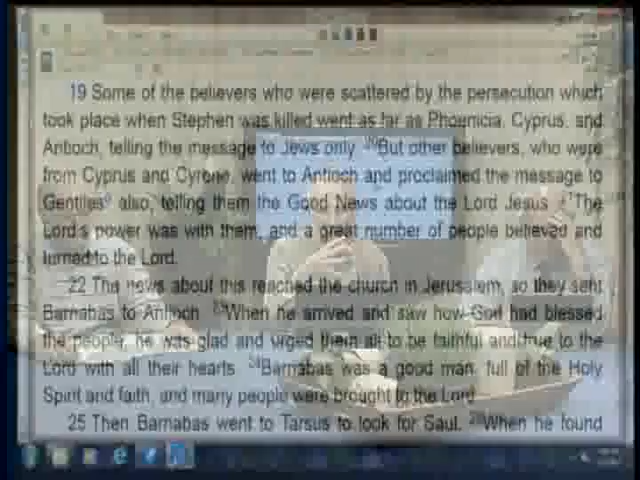 19 Some of the believers who were scattered by the persecution which
took place when Stephen was killed went as far as Phoenicia, Cyprus, and
Antioch, telling the message to Jews only. 20 But other believers, who were
from Cyprus and Cyrene, went to Antioch and proclaimed the message to
Gentiles also, telling them the Good News about the Lord Jesus. 21 The
Lord's power was with them, and a great number of people believed and
turned to the Lord.
22 The news about this reached the church in Jerusalem, so they sent
Barnabas to Antioch. 23 When he arrived and saw how God had blessed
the people, he was glad and urged them all to be faithful and true to the
Lord with all their hearts. 24 Barnabas was a good man, full of the Holy
Spirit and faith, and many people were brought to the Lord.
25 Then Barnabas went to Tarsus to look for Saul. 26 When he found